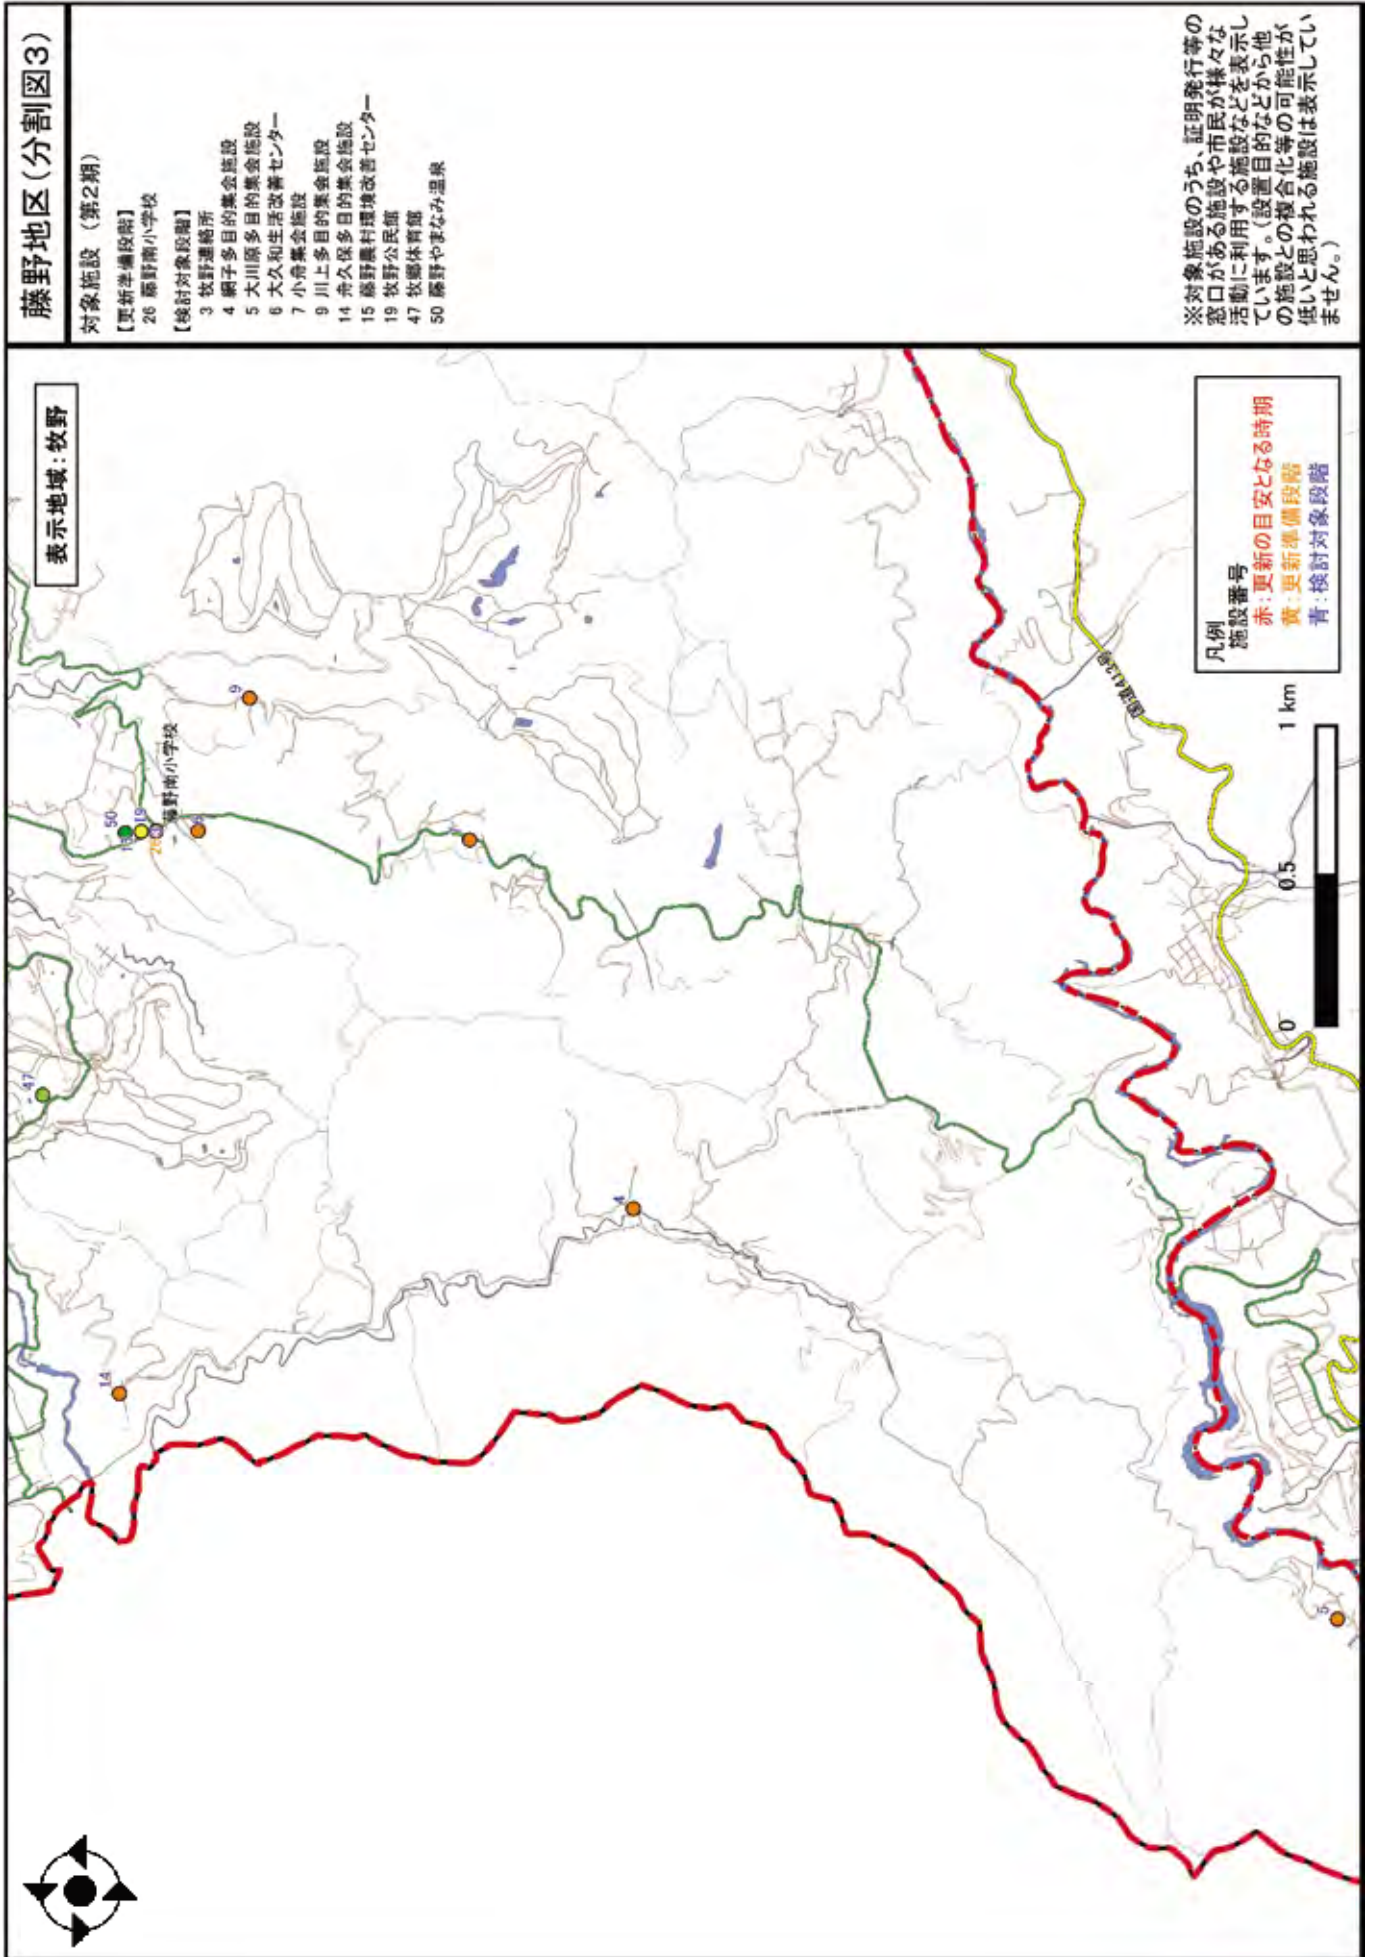 藤野地区(分割図3)
対象施設 (第2期)
【更新準備段階】
26 藤野南小学校
【検討対象段階】
3 牧野連絡所
4 網子多目的集会施設
5 大川原多目的集会施設
6 大久和生活改善センター
7 小舟集会施設
9 川上多目的集会施設
14 舟久保多目的集会施設
15 藤野農村環境改善センター
19 牧野公民館
47 牧郷体育館
50 藤野やまなみ温泉
※対象施設のうち、証明発行等の
窓口がある施設や市民が様々な
活動に利用する施設などを表示し
ています。(設置目的などから他
の施設との複合化等の可能性が
低いと思われる施設は表示してい
ません。)
表示地域:牧野
9
藤野南小学校
50
19
26
47
14
4
5
国道413号
凡例
施設番号
赤:更新の目安となる時期
黄:更新準備段階
青:検討対象段階
0
0.5
1 km